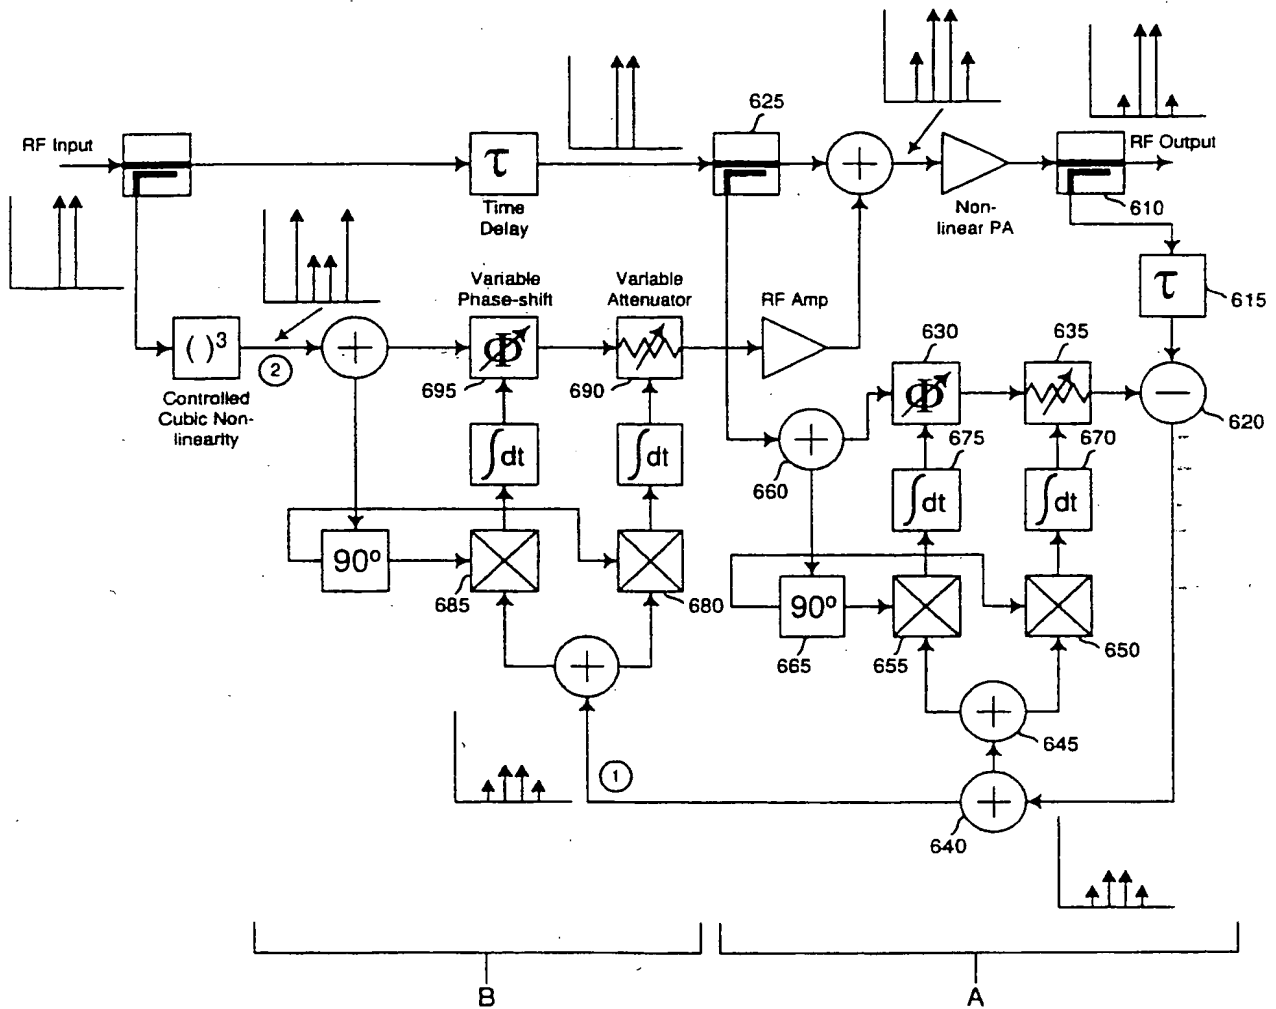 625
RF Input
τ
RF Output
Time
Delay
Non-
linear PA
610
τ
615
Variable
Phase-shift
Variable
Attenuator
RF Amp
( )³
+
Φ
630
635
2
695
690
Controlled
Cubic Non-
linearity
Φ
−
620
+
675
670
∫dt
∫dt
660
∫dt
∫dt
90º
685
680
90º
665
655
650
+
+
645
1
+
640
B
A